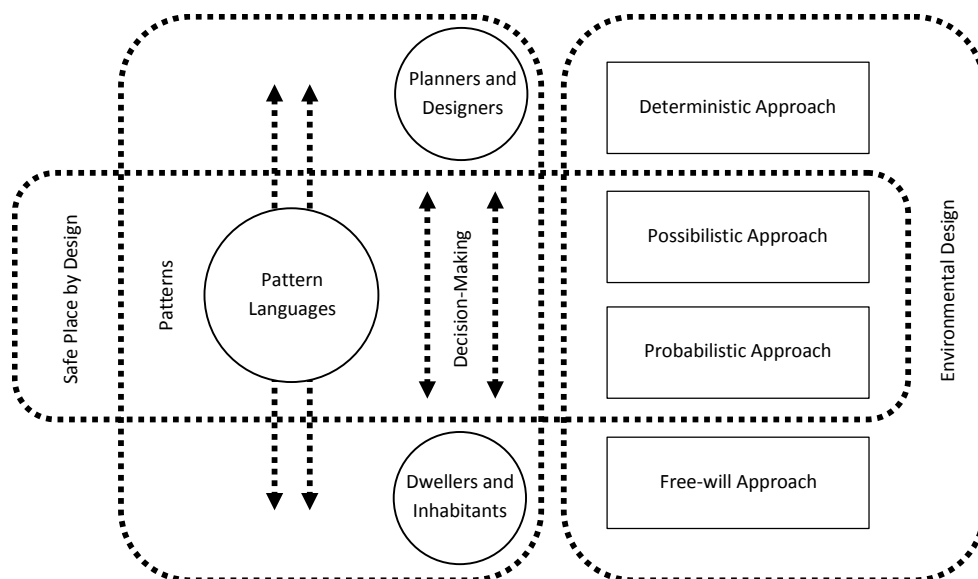 Planners and
Designers
Deterministic Approach
Safe Place by Design
Patterns
Pattern
Languages
Decision-Making
Possibilistic Approach
Probabilistic Approach
Environmental Design
Dwellers and
Inhabitants
Free-will Approach